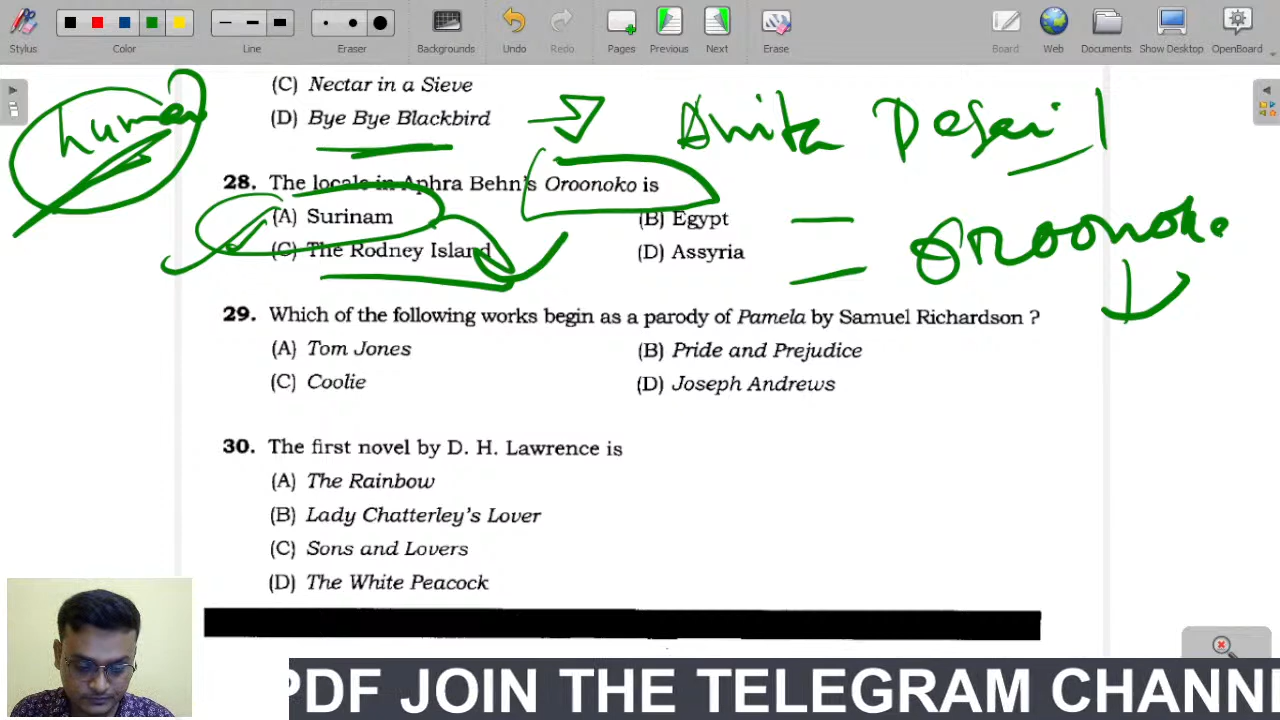 Stylus Color Line Eraser Backgrounds Undo Redo Pages Previous Next Erase Board Web Documents Show Desktop OpenBoard
(C) Nectar in a Sieve
(D) Bye Bye Blackbird
Anita Desai
human
28. The locale in Aphra Behn's Oroonoko is
(A) Surinam (B) Egypt
(C) The Rodney Island (D) Assyria
Oroonoko
29. Which of the following works begin as a parody of Pamela by Samuel Richardson ?
(A) Tom Jones (B) Pride and Prejudice
(C) Coolie (D) Joseph Andrews
30. The first novel by D. H. Lawrence is
(A) The Rainbow
(B) Lady Chatterley's Lover
(C) Sons and Lovers
(D) The White Peacock
PDF JOIN THE TELEGRAM CHANN